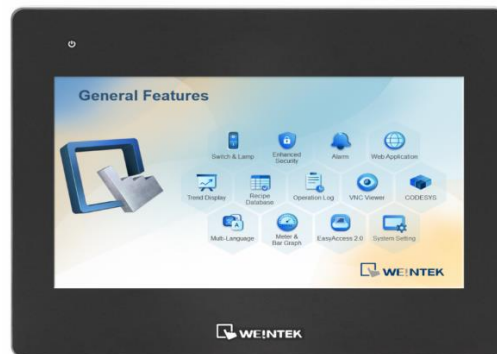 General Features
Switch & Lamp
Enhanced
Security
Alarm
Web Application
Trend Display
Recipe
Database
Operation Log
VNC Viewer
CODESYS
A
Multi-Language
Meter &
Bar Graph
EasyAccess 2.0
System Setting
WEINTEK
WEINTEK